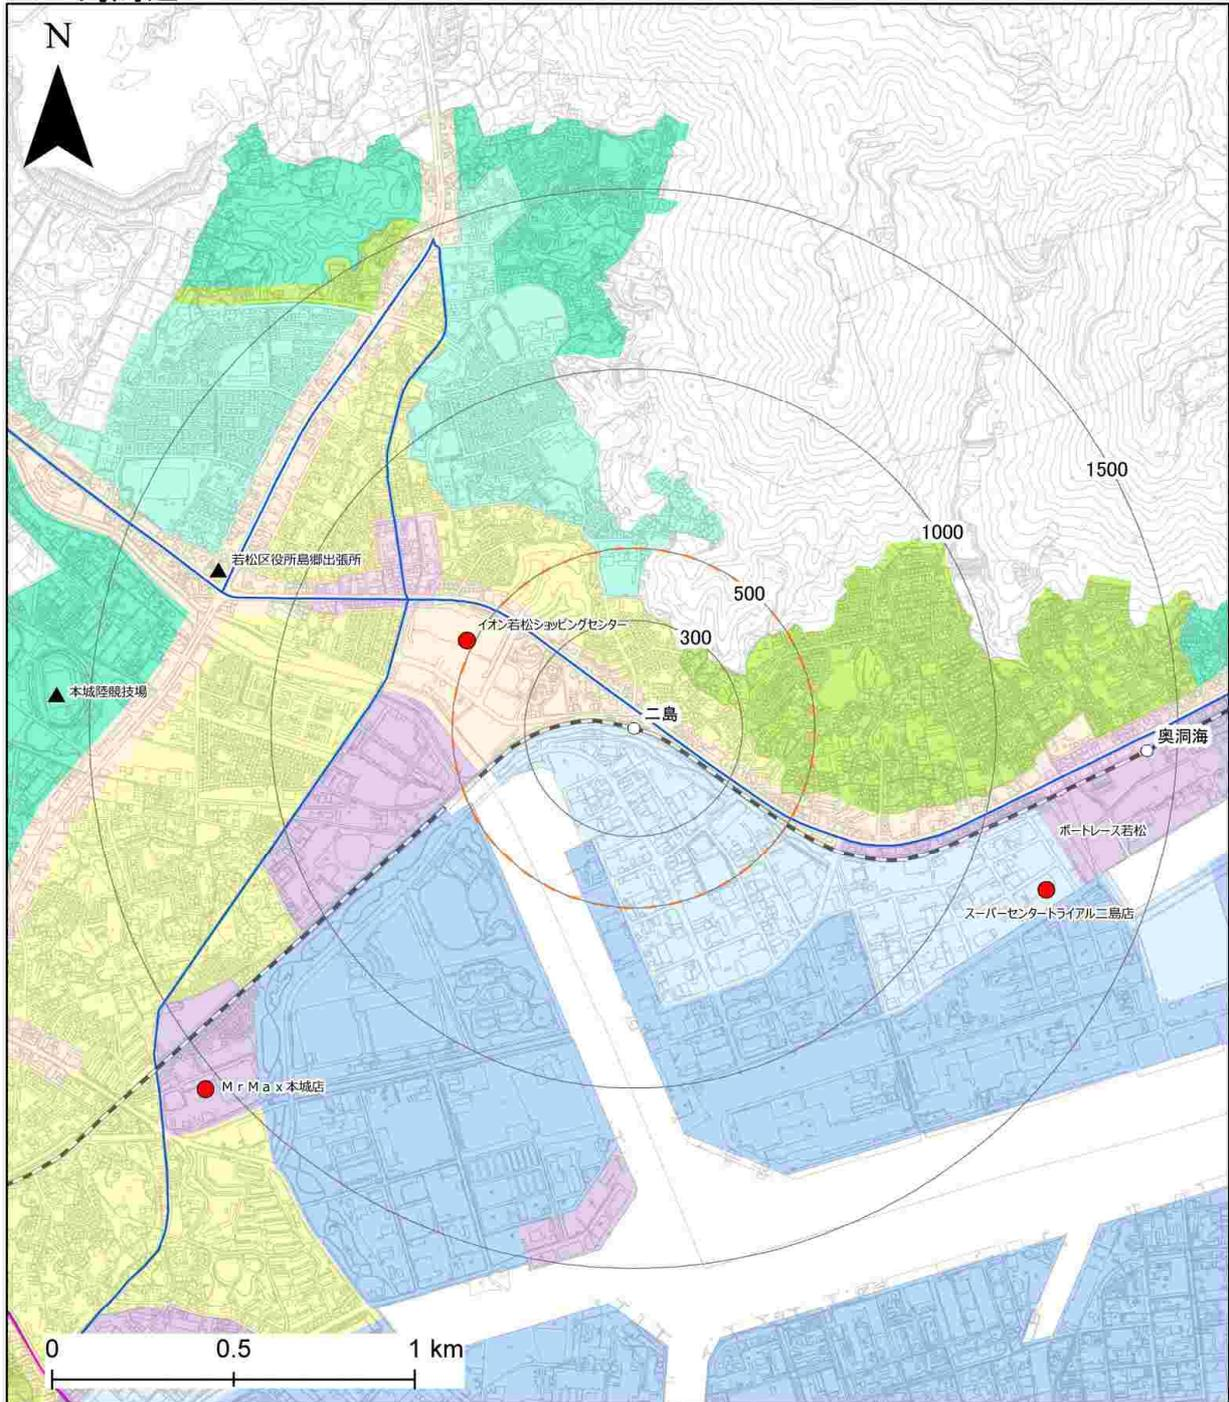 N
1500
1000
若松区役所島郷出張所
500
イオン若松ショッピングセンター
300
本城陸競技場
二島
奥洞海
ボートレース若松
スーパーセンタートライアル二島店
ＭｒＭａｘ本城店
0 0.5 1 km